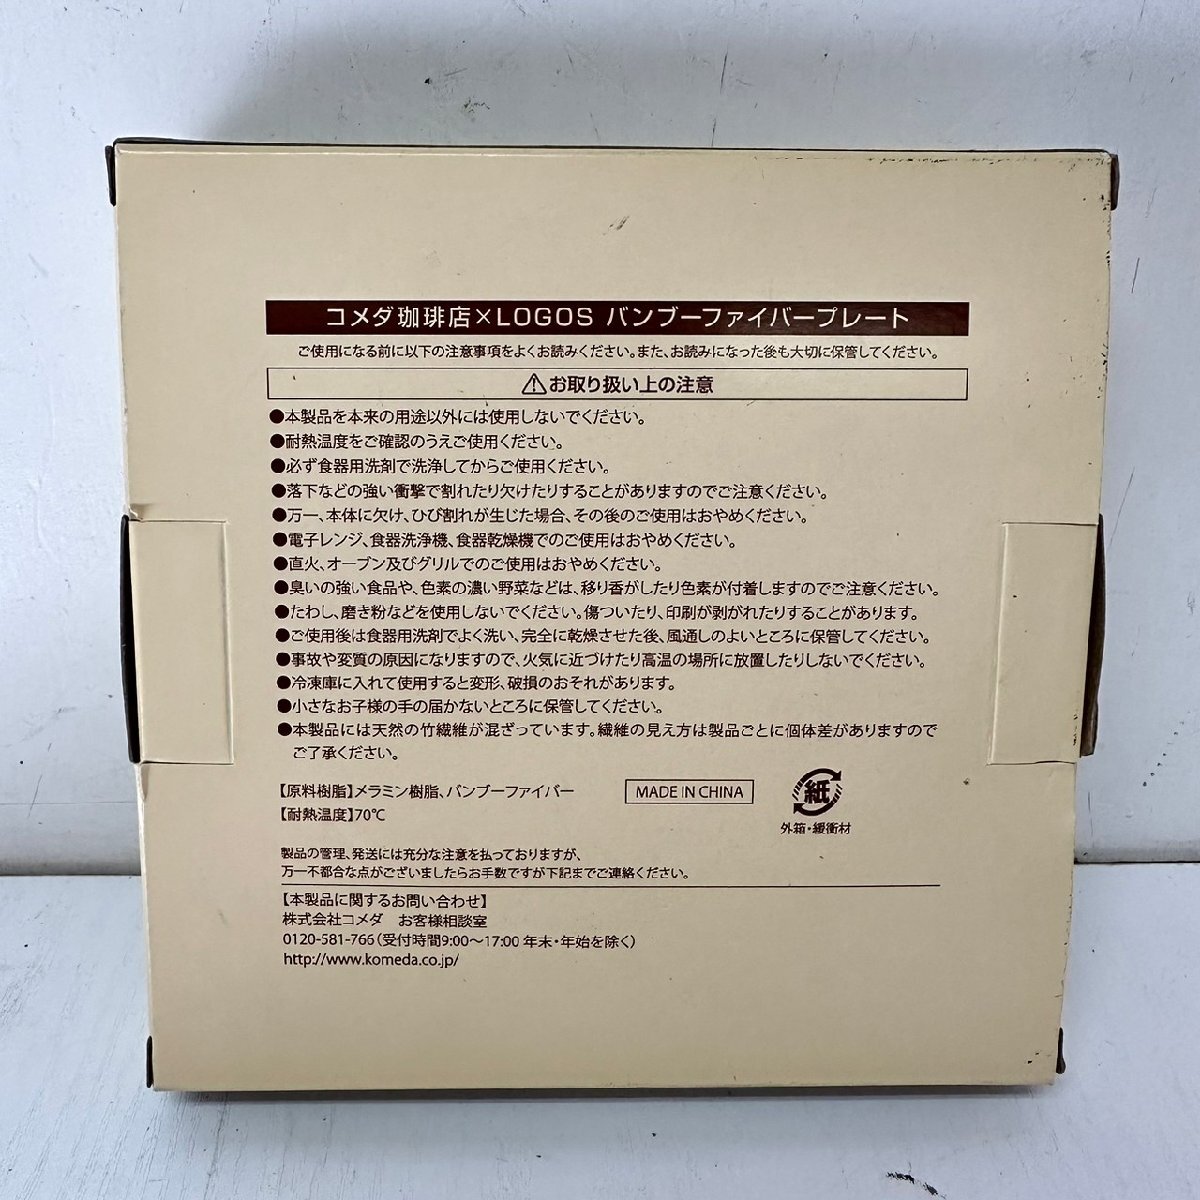 コメダ珈琲店×LOGOS バンブーファイバープレート
ご使用になる前に以下の注意事項をよくお読みください。また、お読みになった後も大切に保管してください。
⚠お取り扱い上の注意
●本製品を本来の用途以外には使用しないでください。
●耐熱温度をご確認のうえご使用ください。
●必ず食器用洗剤で洗浄してからご使用ください。
●落下などの強い衝撃で割れたり欠けたりすることがありますのでご注意ください。
●万一、本体に欠け、ひび割れが生じた場合、その後のご使用はおやめください。
●電子レンジ、食器洗浄機、食器乾燥機でのご使用はおやめください。
●直火、オーブン及びグリルでのご使用はおやめください。
●臭いの強い食品や、色素の濃い野菜などは、移り香がしたり色素が付着しますのでご注意ください。
●たわし、磨き粉などを使用しないでください。傷ついたり、印刷が剥がれたりすることがあります。
●ご使用後は食器用洗剤でよく洗い、完全に乾燥させた後、風通しのよいところに保管してください。
●事故や変質の原因になりますので、火気に近づけたり高温の場所に放置したりしないでください。
●冷凍庫に入れて使用すると変形、破損のおそれがあります。
●小さなお子様の手の届かないところに保管してください。
●本製品には天然の竹繊維が混ざっています。繊維の見え方は製品ごとに個体差がありますので
ご了承ください。
【原料樹脂】メラミン樹脂、バンブーファイバー
【耐熱温度】70℃
MADE IN CHINA
紙
外箱・緩衝材
製品の管理、発送には充分な注意を払っておりますが、
万一不都合な点がございましたらお手数ですが下記までご連絡ください。
【本製品に関するお問い合わせ】
株式会社コメダ　お客様相談室
0120-581-766（受付時間9:00～17:00 年末・年始を除く）
http://www.komeda.co.jp/